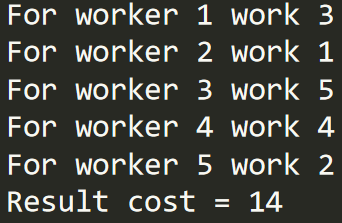 For worker 1 work 3
For worker 2 work 1
For worker 3 work 5
For worker 4 work 4
For worker 5 work 2
Result cost = 14